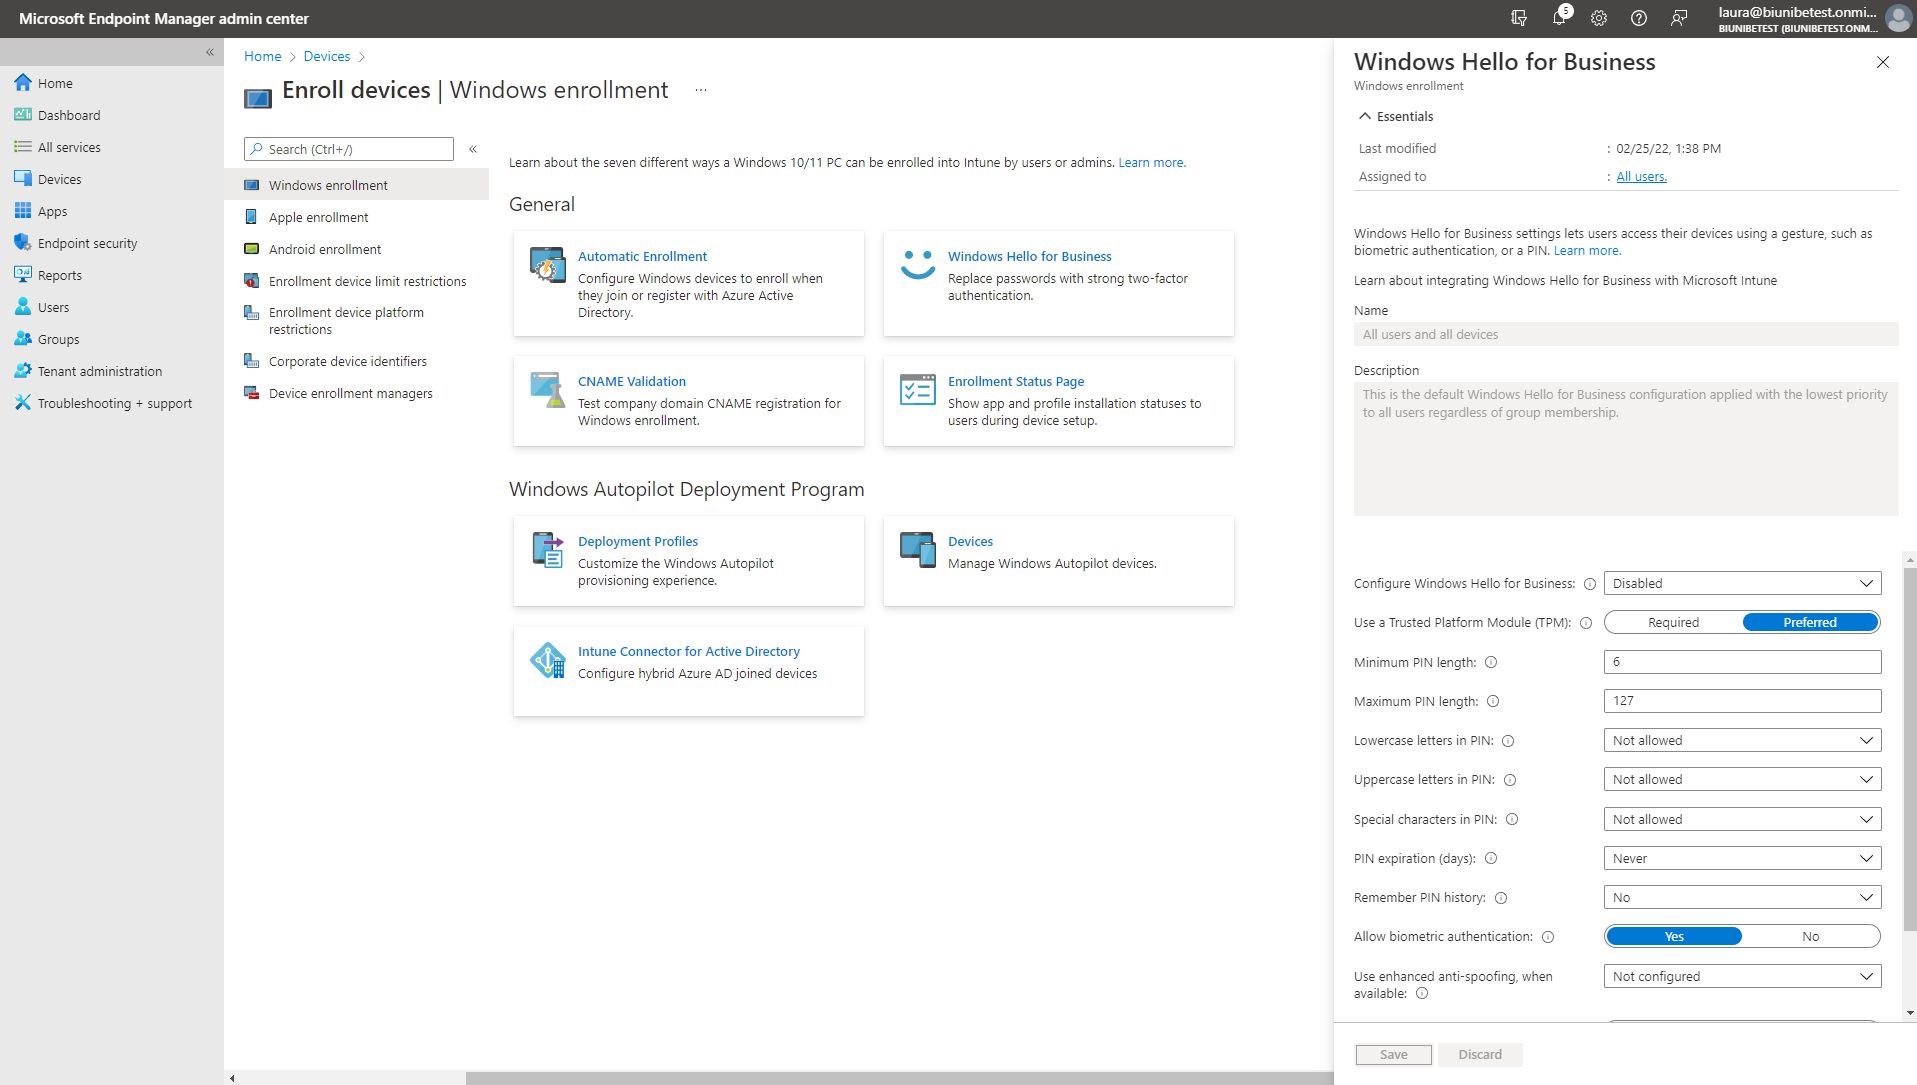 Microsoft Endpoint Manager admin center
5
laura@biunibetest.onmi...
BIUNIBETEST (BIUNIBETEST.ONM...
«
Home
Dashboard
All services
Devices
Apps
Endpoint security
Reports
Users
Groups
Tenant administration
Troubleshooting + support
Home > Devices >
Enroll devices | Windows enrollment ...
Search (Ctrl+/)
«
Windows enrollment
Apple enrollment
Android enrollment
Enrollment device limit restrictions
Enrollment device platform
restrictions
Corporate device identifiers
Device enrollment managers
Learn about the seven different ways a Windows 10/11 PC can be enrolled into Intune by users or admins. Learn more.
General
Automatic Enrollment
Configure Windows devices to enroll when
they join or register with Azure Active
Directory.
Windows Hello for Business
Replace passwords with strong two-factor
authentication.
CNAME Validation
Test company domain CNAME registration for
Windows enrollment.
Enrollment Status Page
Show app and profile installation statuses to
users during device setup.
Windows Autopilot Deployment Program
Deployment Profiles
Customize the Windows Autopilot
provisioning experience.
Devices
Manage Windows Autopilot devices.
Intune Connector for Active Directory
Configure hybrid Azure AD joined devices
Windows Hello for Business
Windows enrollment
Essentials
Last modified : 02/25/22, 1:38 PM
Assigned to : All users.
Windows Hello for Business settings lets users access their devices using a gesture, such as
biometric authentication, or a PIN. Learn more.
Learn about integrating Windows Hello for Business with Microsoft Intune
Name
All users and all devices
Description
This is the default Windows Hello for Business configuration applied with the lowest priority
to all users regardless of group membership.
Configure Windows Hello for Business: Disabled
Use a Trusted Platform Module (TPM): Required Preferred
Minimum PIN length: 6
Maximum PIN length: 127
Lowercase letters in PIN: Not allowed
Uppercase letters in PIN: Not allowed
Special characters in PIN: Not allowed
PIN expiration (days): Never
Remember PIN history: No
Allow biometric authentication: Yes No
Use enhanced anti-spoofing, when
available:
Not configured
Save Discard